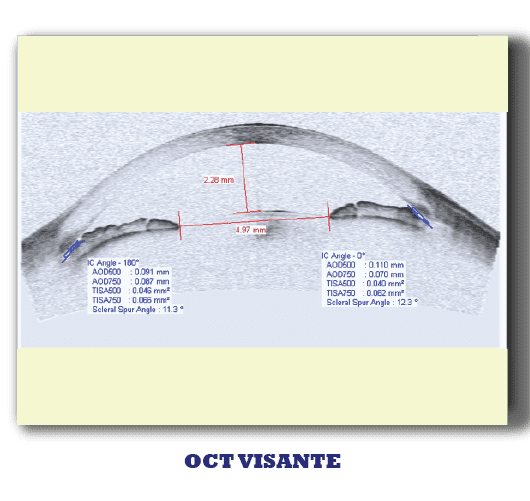 2.28 mm
4.97 mm
IC Angle - 180°
AOD500 : 0.091 mm
AOD750 : 0.087 mm
TISA500 : 0.046 mm²
TISA750 : 0.066 mm²
Scleral Spur Angle : 11.3 °
IC Angle - 0°
AOD500 : 0.110 mm
AOD750 : 0.070 mm
TISA500 : 0.040 mm²
TISA750 : 0.062 mm²
Scleral Spur Angle : 12.3 °
OCT VISANTE